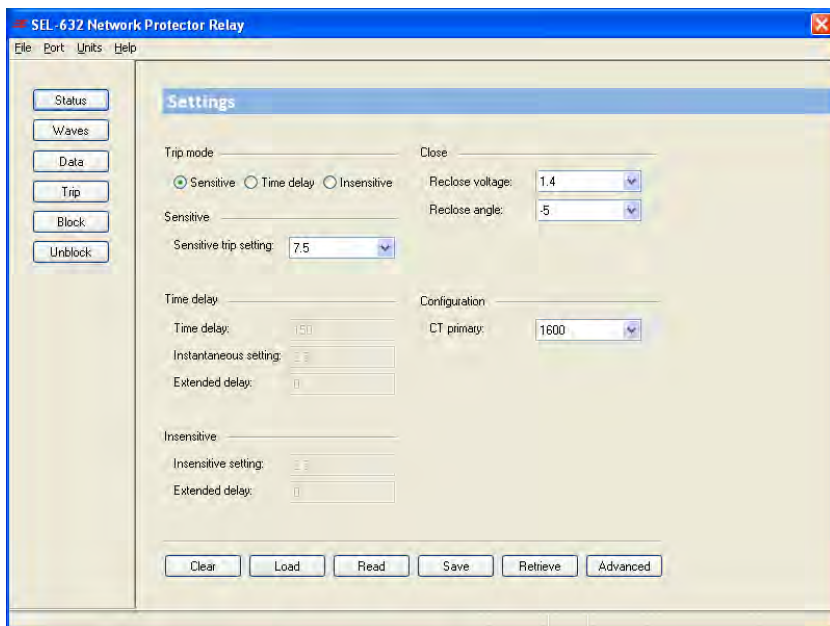 SEL-632 Network Protector Relay
File Port Units Help
Status
Waves
Data
Trip
Block
Unblock
Settings
Trip mode
Sensitive Time delay Insensitive
Sensitive
Sensitive trip setting: 7.5
Time delay
Time delay: 150
Instantaneous setting:
Extended delay: 0
Insensitive
Insensitive setting:
Extended delay: 0
Close
Reclose voltage: 1.4
Reclose angle: -5
Configuration
CT primary: 1600
Clear Load Read Save Retrieve Advanced